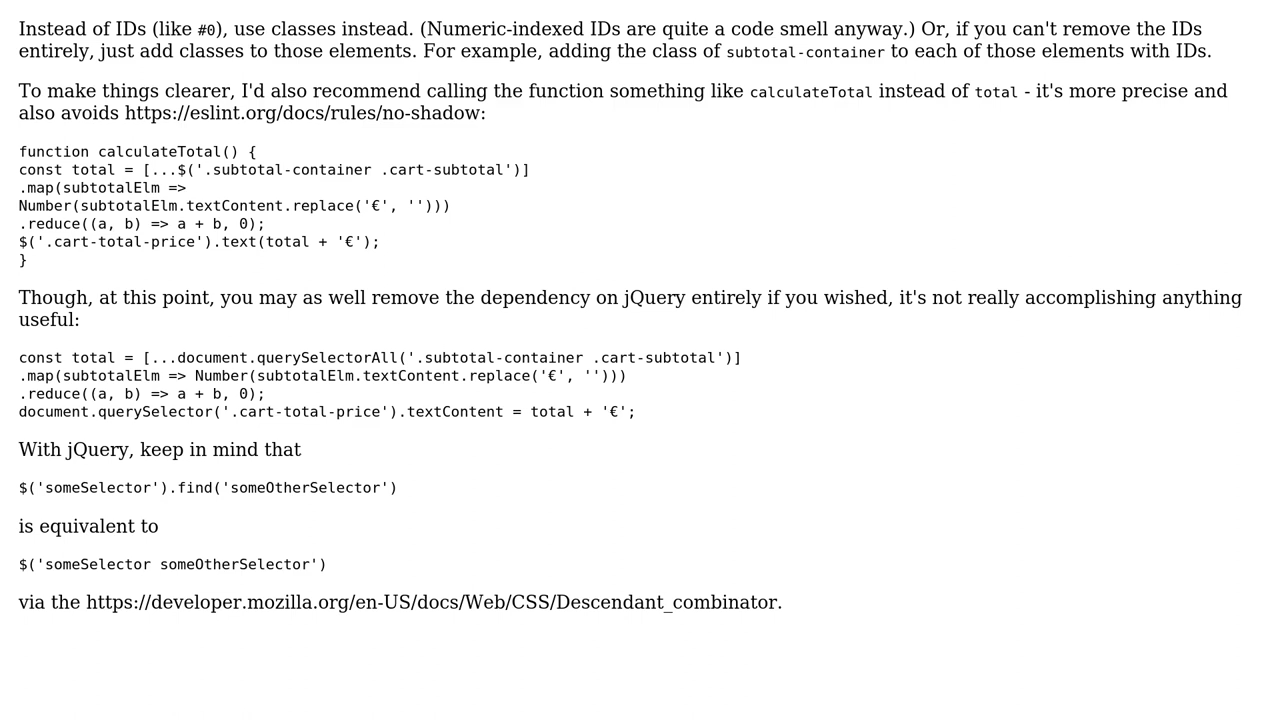 Instead of IDs (like #0), use classes instead. (Numeric-indexed IDs are quite a code smell anyway.) Or, if you can't remove the IDs
entirely, just add classes to those elements. For example, adding the class of subtotal-container to each of those elements with IDs.
To make things clearer, I'd also recommend calling the function something like calculateTotal instead of total - it's more precise and
also avoids https://eslint.org/docs/rules/no-shadow:
function calculateTotal() {
const total = [...$('.subtotal-container .cart-subtotal')]
.map(subtotalElm =>
Number(subtotalElm.textContent.replace('€', '')))
.reduce((a, b) => a + b, 0);
$('.cart-total-price').text(total + '€');
}
Though, at this point, you may as well remove the dependency on jQuery entirely if you wished, it's not really accomplishing anything
useful:
const total = [...document.querySelectorAll('.subtotal-container .cart-subtotal')]
.map(subtotalElm => Number(subtotalElm.textContent.replace('€', '')))
.reduce((a, b) => a + b, 0);
document.querySelector('.cart-total-price').textContent = total + '€';
With jQuery, keep in mind that
$('someSelector').find('someOtherSelector')
is equivalent to
$('someSelector someOtherSelector')
via the https://developer.mozilla.org/en-US/docs/Web/CSS/Descendant_combinator.